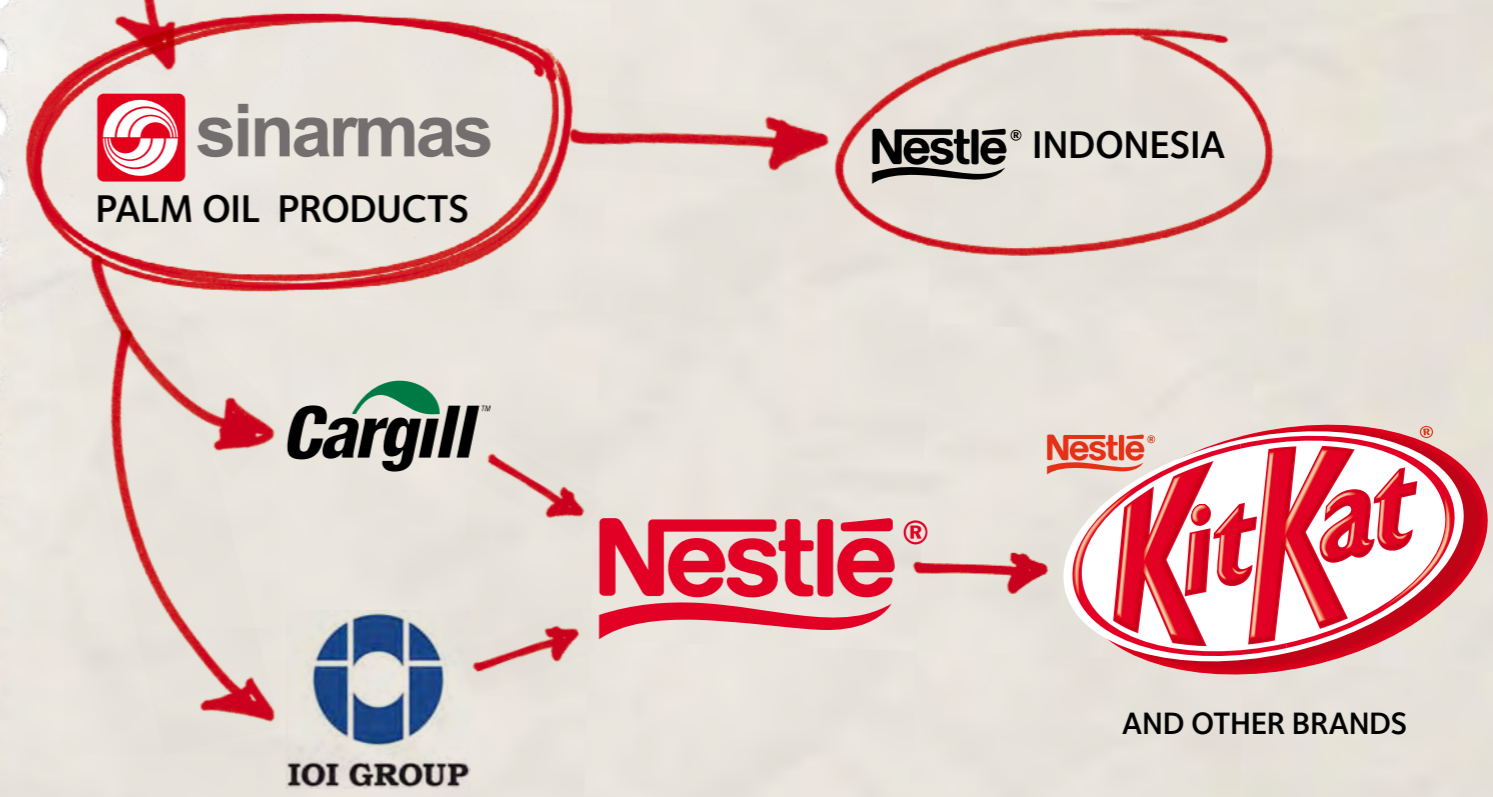 sinarmas
PALM OIL PRODUCTS
Nestlé® INDONESIA
Cargill™
Nestlé®
Nestlé®
KitKat®
AND OTHER BRANDS
IOI GROUP